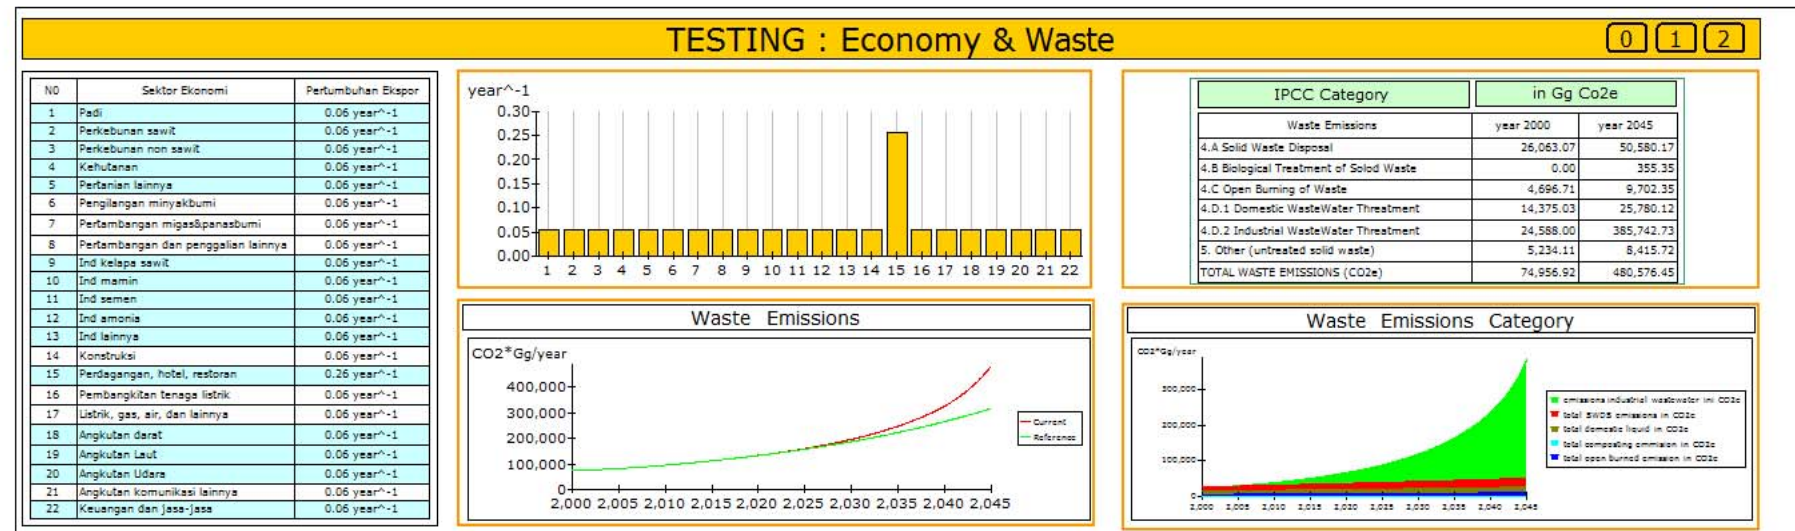 TESTING : Economy & Waste
0 1 2
N0 Sektor Ekonomi Pertumbuhan Ekspor
1 Padi 0.06 year^-1
2 Perkebunan sawit 0.06 year^-1
3 Perkebunan non sawit 0.06 year^-1
4 Kehutanan 0.06 year^-1
5 Pertanian lainnya 0.06 year^-1
6 Pengilangan minyakbumi 0.06 year^-1
7 Pertambangan migas&panasbumi 0.06 year^-1
8 Pertambangan dan penggalian lainnya 0.06 year^-1
9 Ind kelapa sawit 0.06 year^-1
10 Ind mamin 0.06 year^-1
11 Ind semen 0.06 year^-1
12 Ind amonia 0.06 year^-1
13 Ind lainnya 0.06 year^-1
14 Konstruksi 0.06 year^-1
15 Perdagangan, hotel, restoran 0.26 year^-1
16 Pembangkitan tenaga listrik 0.06 year^-1
17 Listrik, gas, air, dan lainnya 0.06 year^-1
18 Angkutan darat 0.06 year^-1
19 Angkutan Laut 0.06 year^-1
20 Angkutan Udara 0.06 year^-1
21 Angkutan komunikasi lainnya 0.06 year^-1
22 Keuangan dan jasa-jasa 0.06 year^-1
year^-1
0.30
0.25
0.20
0.15
0.10
0.05
0.00
1 2 3 4 5 6 7 8 9 10 11 12 13 14 15 16 17 18 19 20 21 22
IPCC Category in Gg Co2e
Waste Emissions year 2000 year 2045
4.A Solid Waste Disposal 26,063.07 50,580.17
4.B Biological Treatment of Solod Waste 0.00 355.35
4.C Open Burning of Waste 4,696.71 9,702.35
4.D.1 Domestic WasteWater Threatment 14,375.03 25,780.12
4.D.2 Industrial WasteWater Threatment 24,588.00 385,742.73
5. Other (untreated solid waste) 5,234.11 8,415.72
TOTAL WASTE EMISSIONS (CO2e) 74,956.92 480,576.45
Waste Emissions
CO2*Gg/year
400,000
300,000
200,000
100,000
0
2,000 2,005 2,010 2,015 2,020 2,025 2,030 2,035 2,040 2,045
Current
Reference
Waste Emissions Category
CO2*Gg/year
300,000
200,000
100,000
0
2,000 2,005 2,010 2,015 2,020 2,025 2,030 2,035 2,040 2,045
emissions industrial wastewater ini CO2e
total SWDS emissions in CO2e
total domestic liquid in CO2e
total composting emmision in CO2e
total open burned emission in CO2e